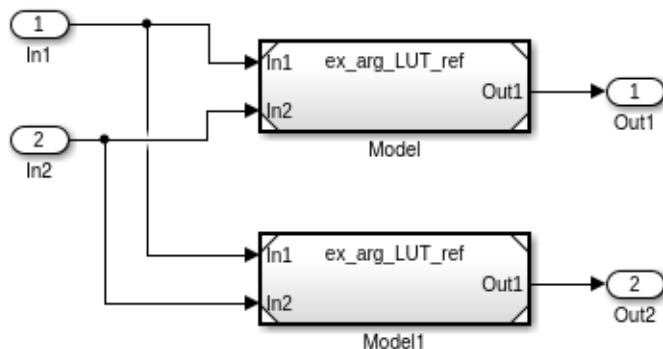 1
In1
2
In2
ex_arg_LUT_ref
In1
In2
Out1
Model
1
Out1
ex_arg_LUT_ref
In1
In2
Out1
Model1
2
Out2